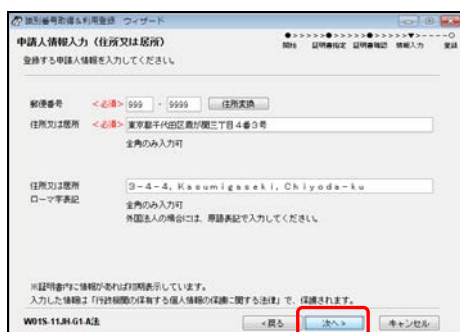 識別番号取得&利用登録 ウィザード
申請人情報入力(住所又は居所)
●>>>>>●>>>>>●>>>>>▼>-----○
開始 証明書指定 証明書確認 情報入力 登録
登録する申請人情報を入力してください。
郵便番号 <必須> 999 - 9999 住所変換
住所又は居所 <必須> 東京都千代田区霞が関三丁目4番3号
全角のみ入力可
住所又は居所 3-4-4,Kasumigaseki,Chiyoda-ku
ローマ字表記 全角のみ入力可
外国法人の場合には、原語表記で入力してください。
※証明書内に情報があれば初期表示しています。
入力した情報は「行政機関の保有する個人情報の保護に関する法律」で、保護されます。
W01S-11JH-G1-A法 <戻る 次へ> キャンセル